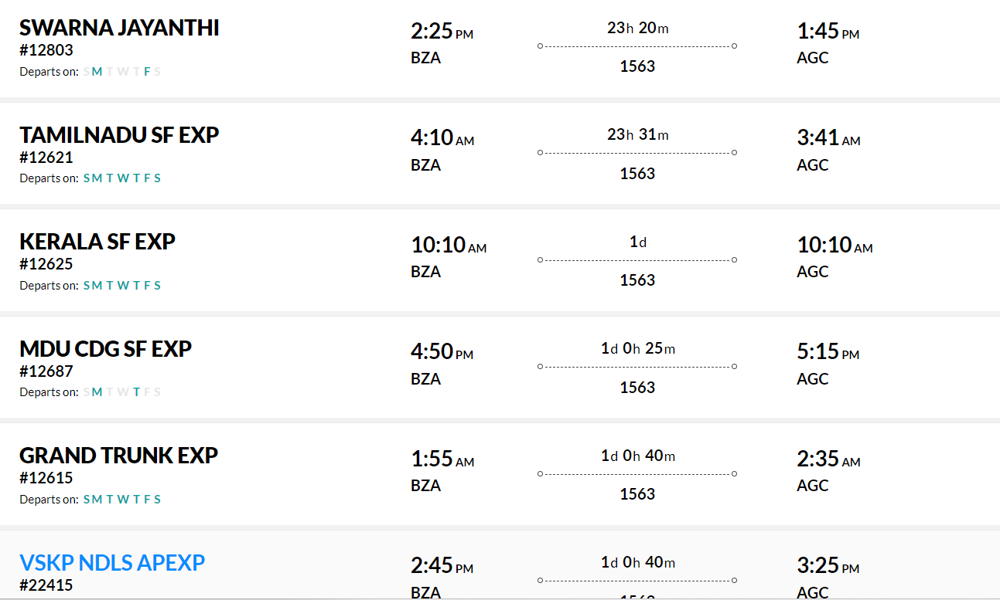 SWARNA JAYANTHI 2:25 PM 23h 20m 1:45 PM
#12803 BZA 1563 AGC
Departs on: S M T W T F S
TAMILNADU SF EXP 4:10 AM 23h 31m 3:41 AM
#12621 BZA 1563 AGC
Departs on: S M T W T F S
KERALA SF EXP 10:10 AM 1d 10:10 AM
#12625 BZA 1563 AGC
Departs on: S M T W T F S
MDU CDG SF EXP 4:50 PM 1d 0h 25m 5:15 PM
#12687 BZA 1563 AGC
Departs on: S M T W T F S
GRAND TRUNK EXP 1:55 AM 1d 0h 40m 2:35 AM
#12615 BZA 1563 AGC
Departs on: S M T W T F S
VSKP NDLS APEXP 2:45 PM 1d 0h 40m 3:25 PM
#22415 BZA 1563 AGC